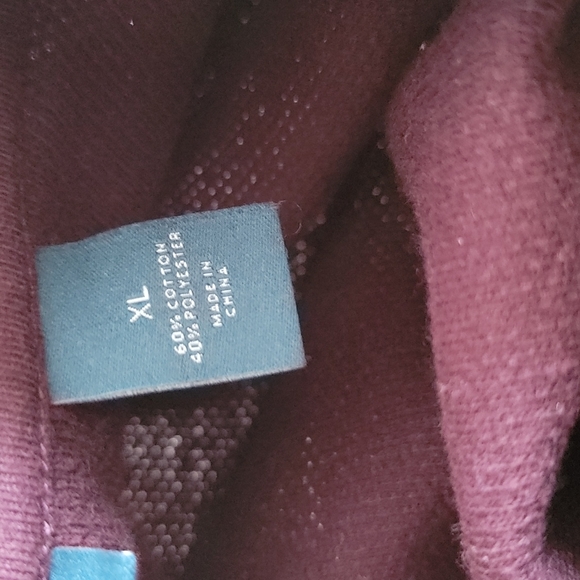 XL
60% COTTON
40% POLYESTER
MADE IN
CHINA